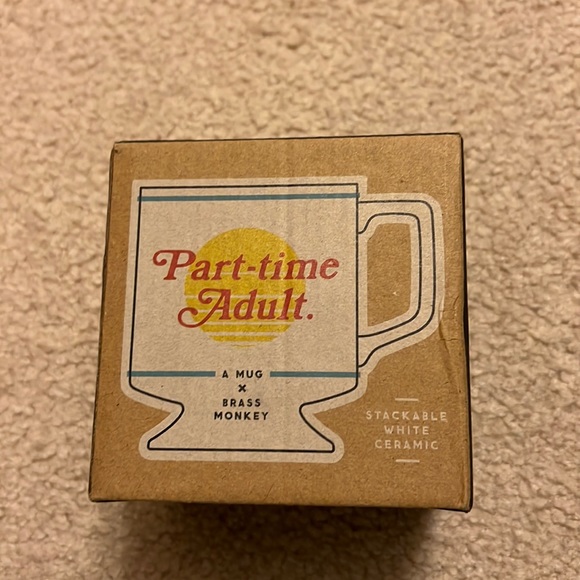 Part-time
Adult.
A MUG
×
BRASS
MONKEY
STACKABLE
WHITE
CERAMIC